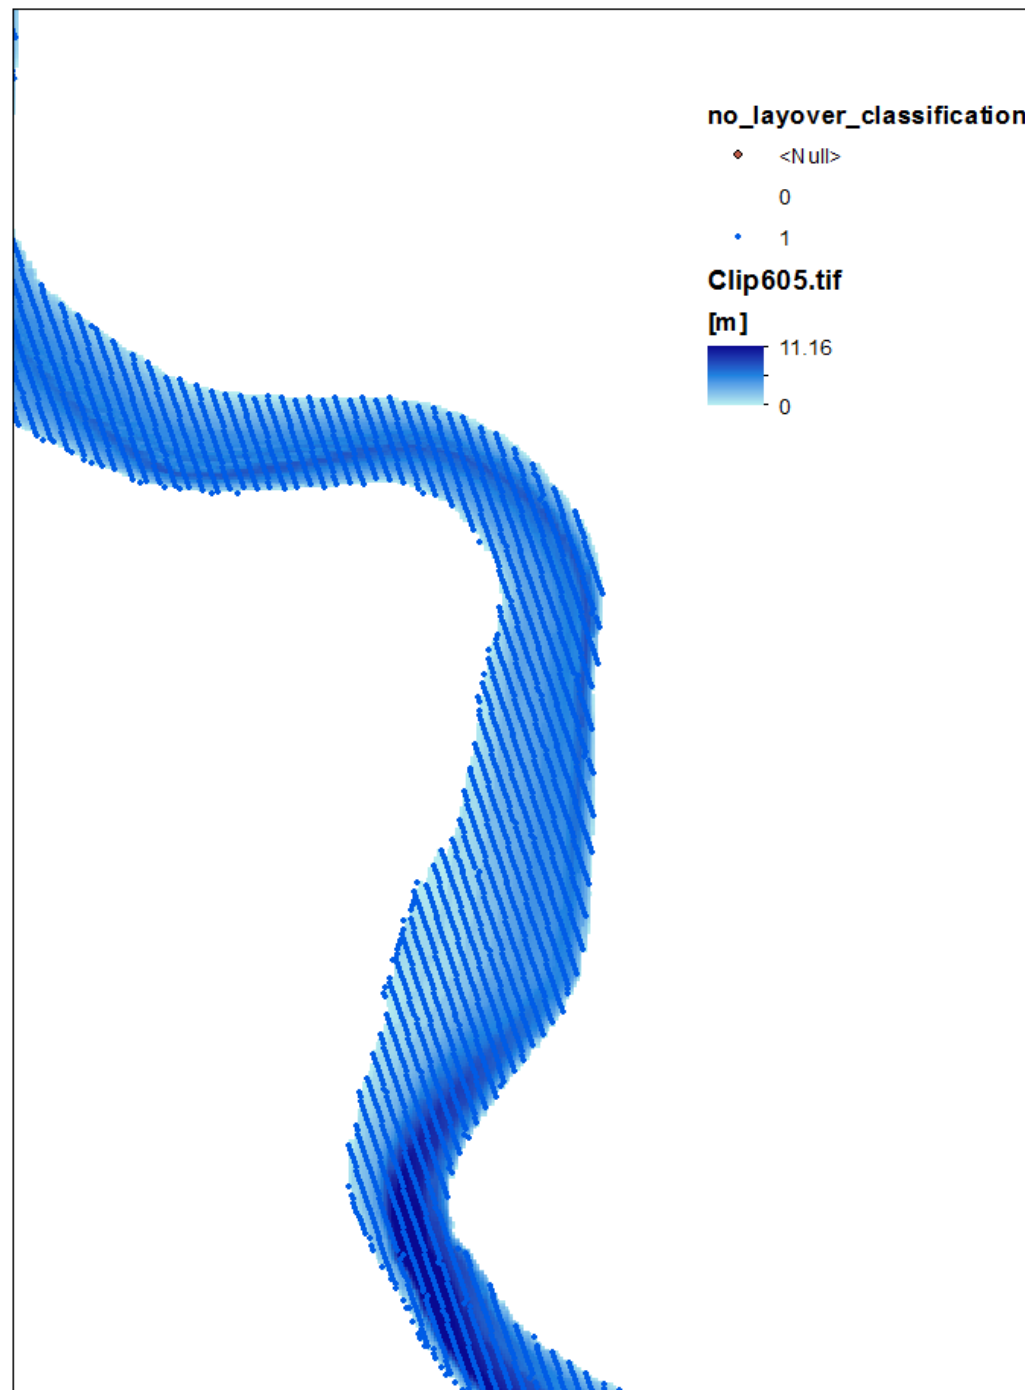 no_layover_classification
<Null>
0
1
Clip605.tif
[m]
11.16
0